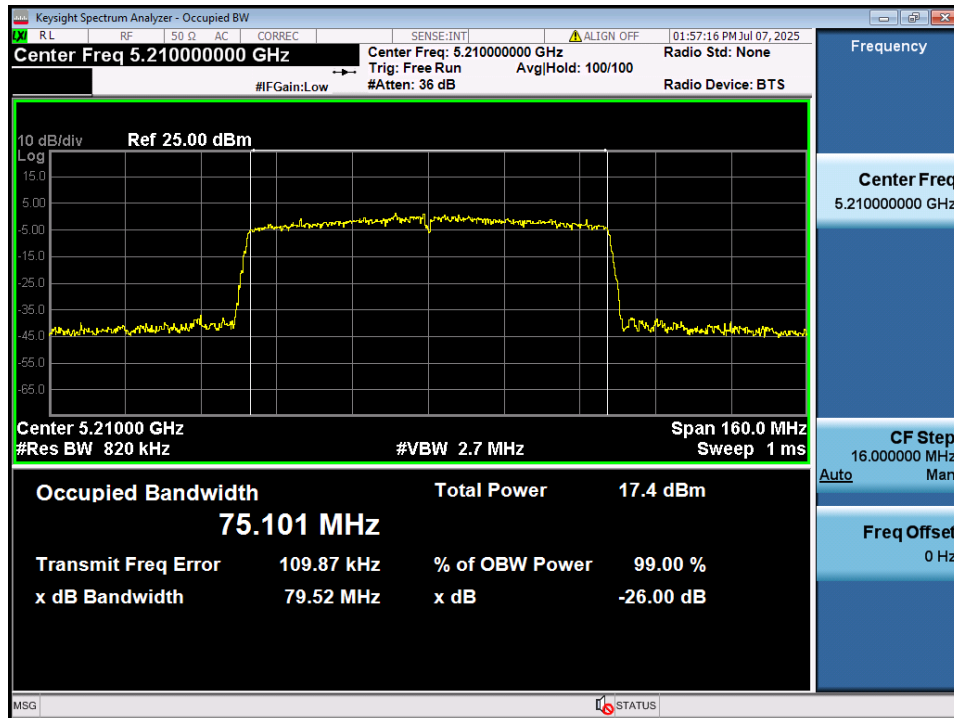 Keysight Spectrum Analyzer - Occupied BW
LXI RL RF 50 Ω AC CORREC SENSE:INT ALIGN OFF 01:57:16 PM Jul 07, 2025
Center Freq 5.210000000 GHz
Center Freq: 5.210000000 GHz Radio Std: None
Trig: Free Run Avg|Hold: 100/100
#IFGain:Low #Atten: 36 dB Radio Device: BTS
10 dB/div Ref 25.00 dBm
Log
15.0
5.00
-5.00
-15.0
-25.0
-35.0
-45.0
-55.0
-65.0
Center 5.21000 GHz Span 160.0 MHz
#Res BW 820 kHz #VBW 2.7 MHz Sweep 1 ms
Occupied Bandwidth Total Power 17.4 dBm
75.101 MHz
Transmit Freq Error 109.87 kHz % of OBW Power 99.00 %
x dB Bandwidth 79.52 MHz x dB -26.00 dB
Frequency
Center Freq
5.210000000 GHz
CF Step
16.000000 MHz
Auto Man
Freq Offset
0 Hz
MSG STATUS